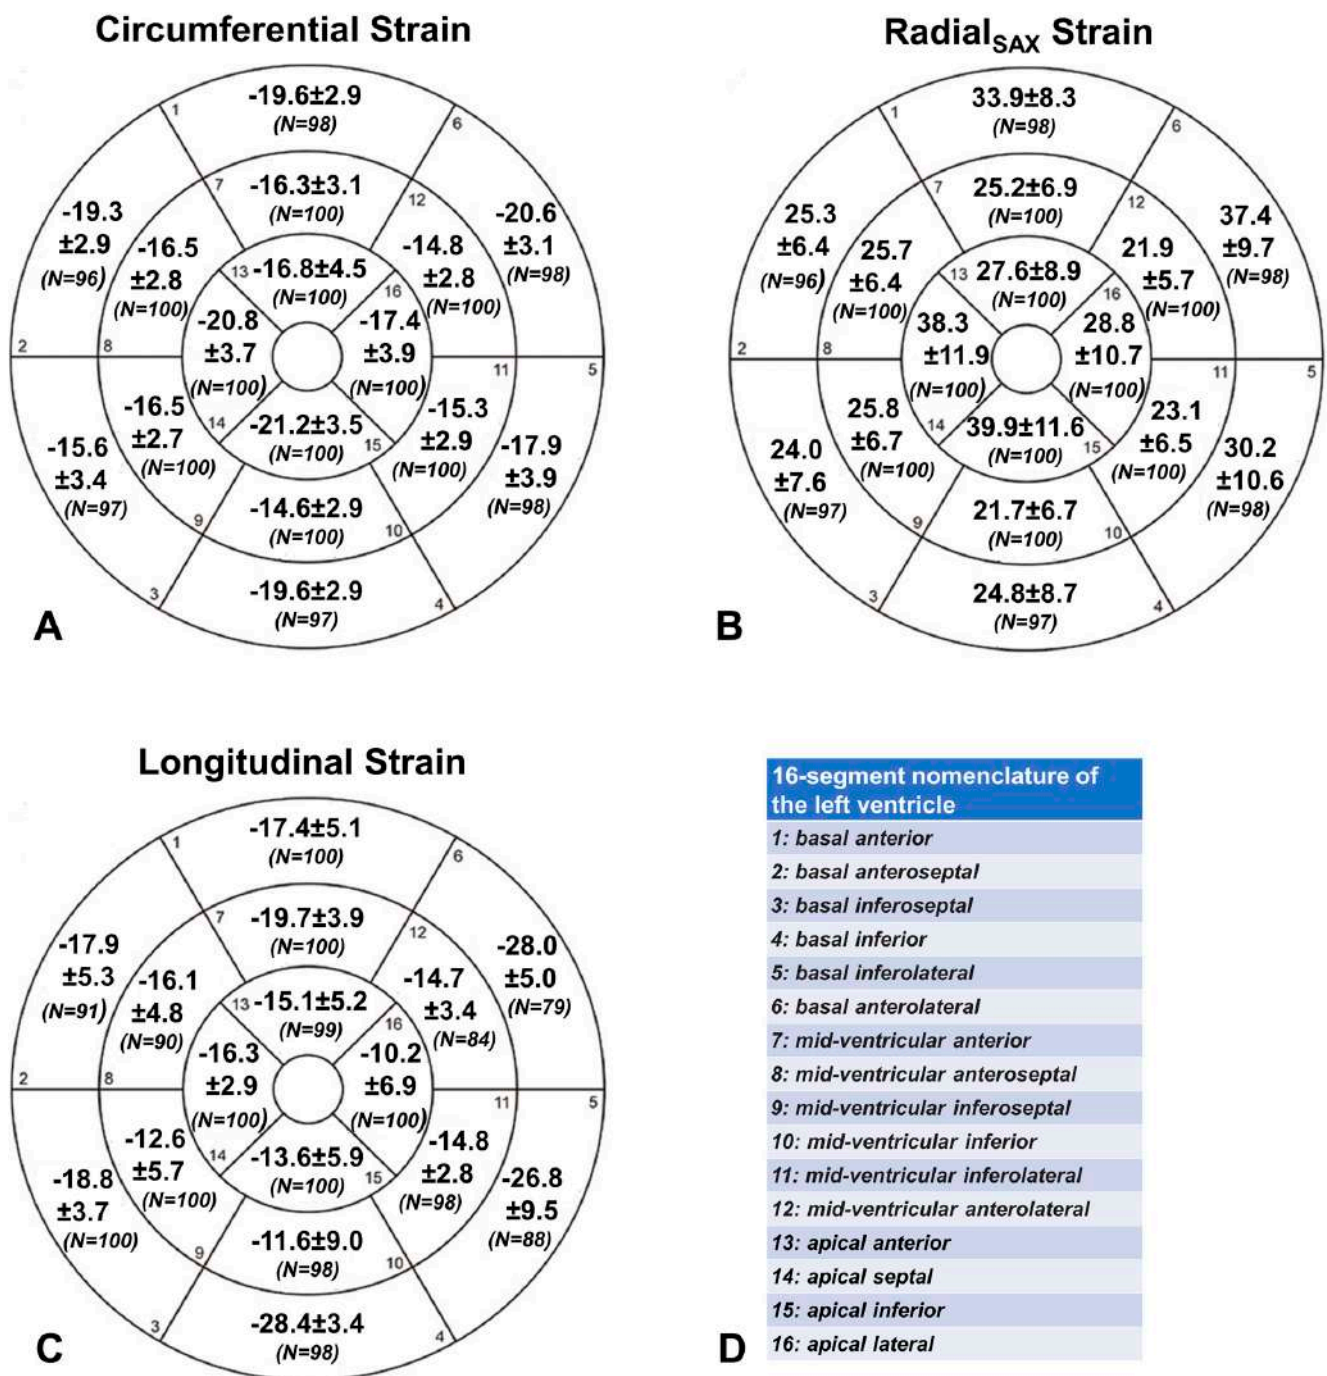 Circumferential Strain
1
-19.6±2.9
(N=98)
6
7
-16.3±3.1
(N=100)
12
-19.3
±2.9
(N=96)
-16.5
±2.8
(N=100)
13
-16.8±4.5
(N=100)
16
-14.8
±2.8
(N=100)
-20.6
±3.1
(N=98)
-20.8
±3.7
(N=100)
-17.4
±3.9
(N=100)
2
8
11
5
-15.6
±3.4
(N=97)
-16.5
±2.7
(N=100)
14
-21.2±3.5
(N=100)
15
-15.3
±2.9
(N=100)
-17.9
±3.9
(N=98)
9
-14.6±2.9
(N=100)
10
3
-19.6±2.9
(N=97)
4
A
Radial SAX Strain
1
33.9±8.3
(N=98)
6
7
25.2±6.9
(N=100)
12
25.3
±6.4
(N=96)
25.7
±6.4
(N=100)
13
27.6±8.9
(N=100)
16
21.9
±5.7
(N=100)
37.4
±9.7
(N=98)
38.3
±11.9
(N=100)
28.8
±10.7
(N=100)
2
8
11
5
24.0
±7.6
(N=97)
25.8
±6.7
(N=100)
14
39.9±11.6
(N=100)
15
23.1
±6.5
(N=100)
30.2
±10.6
(N=98)
9
21.7±6.7
(N=100)
10
3
24.8±8.7
(N=97)
4
B
Longitudinal Strain
1
-17.4±5.1
(N=100)
6
7
-19.7±3.9
(N=100)
12
-17.9
±5.3
(N=91)
-16.1
±4.8
(N=90)
13
-15.1±5.2
(N=99)
16
-14.7
±3.4
(N=84)
-28.0
±5.0
(N=79)
-16.3
±2.9
(N=100)
-10.2
±6.9
(N=100)
2
8
11
5
-18.8
±3.7
(N=100)
-12.6
±5.7
(N=100)
14
-13.6±5.9
(N=100)
15
-14.8
±2.8
(N=98)
-26.8
±9.5
(N=88)
9
-11.6±9.0
(N=98)
10
3
-28.4±3.4
(N=98)
4
C
16-segment nomenclature of
the left ventricle
1: basal anterior
2: basal anteroseptal
3: basal inferoseptal
4: basal inferior
5: basal inferolateral
6: basal anterolateral
7: mid-ventricular anterior
8: mid-ventricular anteroseptal
9: mid-ventricular inferoseptal
10: mid-ventricular inferior
11: mid-ventricular inferolateral
12: mid-ventricular anterolateral
13: apical anterior
14: apical septal
15: apical inferior
16: apical lateral
D